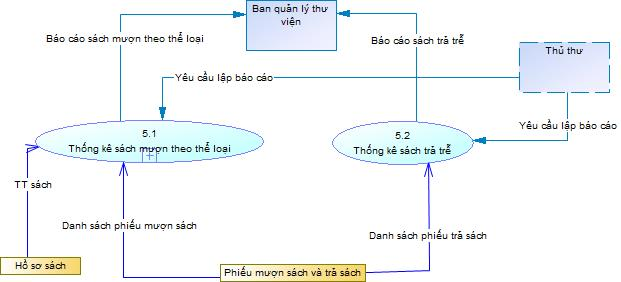 Ban quản lý thư
viện
Báo cáo sách mượn theo thể loại
Báo cáo sách trả trễ
Thủ thư
Yêu cầu lập báo cáo
Yêu cầu lập báo cáo
5.1
Thống kê sách mượn theo thể loại
5.2
Thống kê sách trả trễ
TT sách
Danh sách phiếu mượn sách
Danh sách phiếu trả sách
Hồ sơ sách
Phiếu mượn sách và trả sách